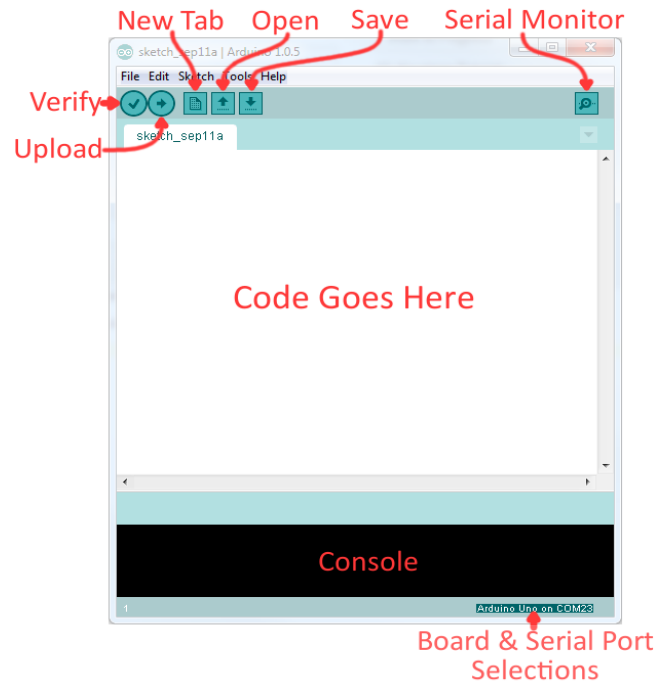 New Tab Open Save Serial Monitor
sketch_sep11a | Arduino 1.0.5
File Edit Sketch Tools Help
Verify
Upload
sketch_sep11a
Code Goes Here
Console
1
Arduino Uno on COM23
Board & Serial Port
Selections